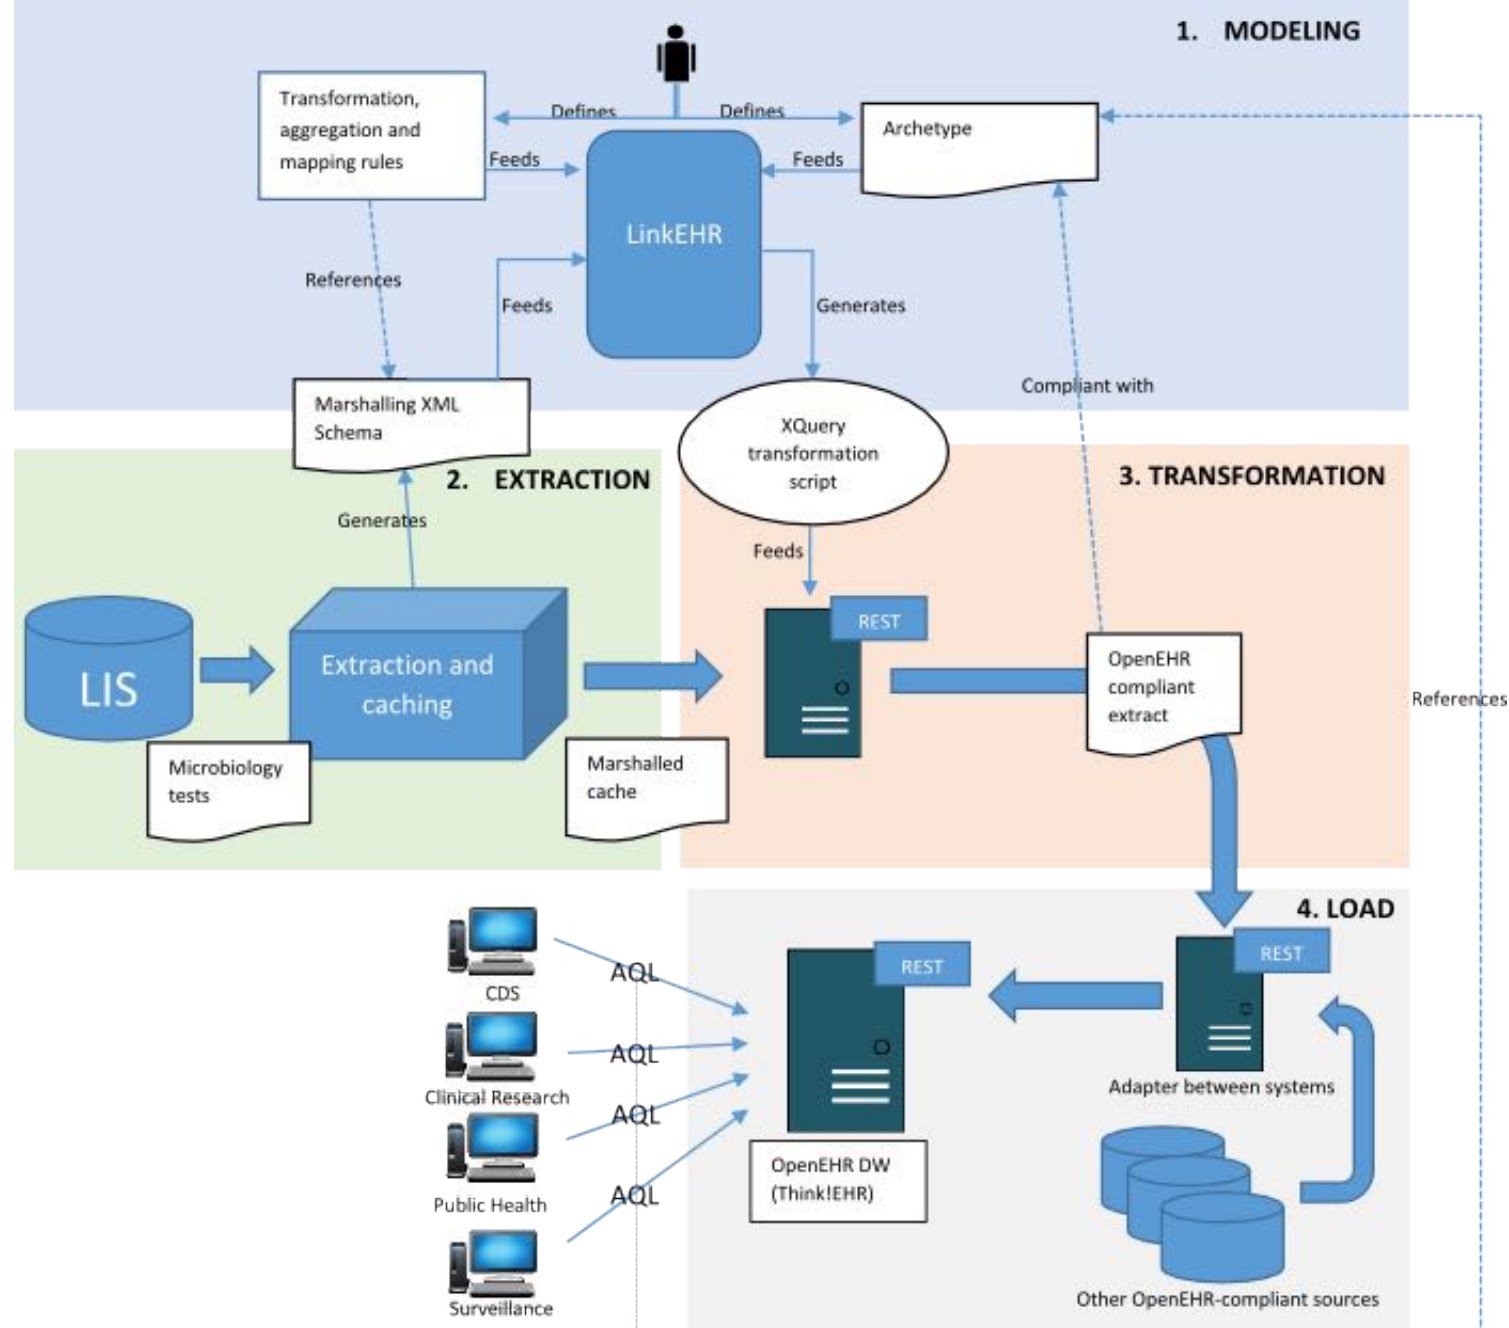 1. MODELING
Transformation,
aggregation and
mapping rules
Defines
Defines
Archetype
Feeds
Feeds
LinkEHR
References
Feeds
Generates
Compliant with
Marshalling XML
Schema
XQuery
transformation
script
2. EXTRACTION
3. TRANSFORMATION
Generates
Feeds
REST
LIS
Extraction and
caching
OpenEHR
compliant
extract
References
Microbiology
tests
Marshalled
cache
4. LOAD
REST
REST
CDS
AQL
Clinical Research
AQL
Adapter between systems
Public Health
AQL
OpenEHR DW
(Think!EHR)
AQL
Surveillance
Other OpenEHR-compliant sources